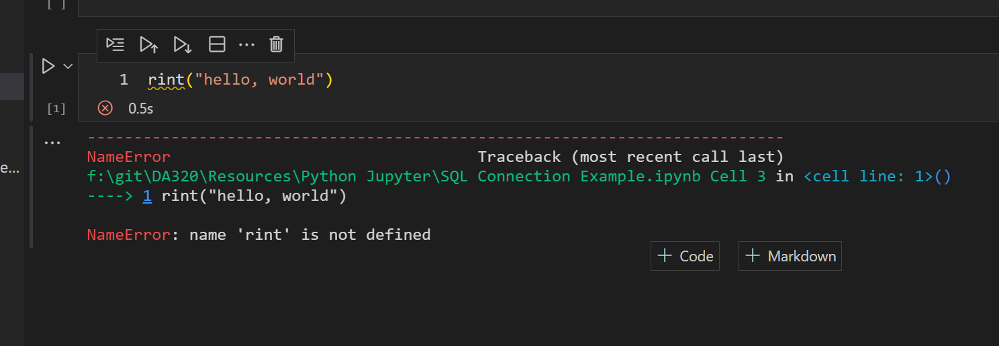 [ ]
1 rint("hello, world")
[1] 0.5s
---------------------------------------------------------------------------
NameError Traceback (most recent call last)
f:\git\DA320\Resources\Python Jupyter\SQL Connection Example.ipynb Cell 3 in <cell line: 1>()
----> 1 rint("hello, world")
e...
NameError: name 'rint' is not defined
Code Markdown